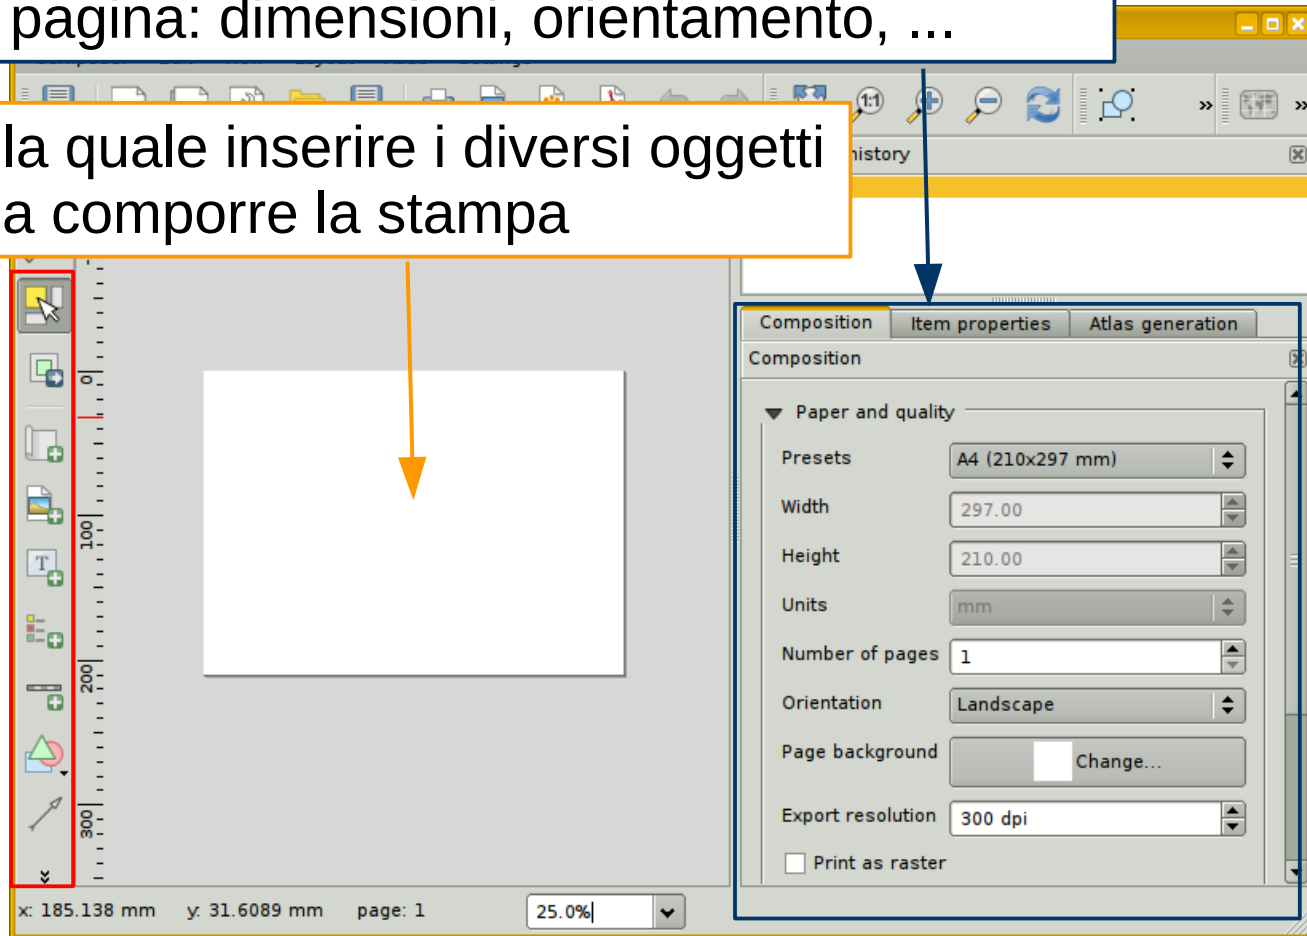 pagina: dimensioni, orientamento, ...
la quale inserire i diversi oggetti
a comporre la stampa
history
Composition Item properties Atlas generation
Composition
Paper and quality
Presets A4 (210x297 mm)
Width 297.00
Height 210.00
Units mm
Number of pages 1
Orientation Landscape
Page background Change...
Export resolution 300 dpi
Print as raster
0
100
200
300
x: 185.138 mm y: 31.6089 mm page: 1 25.0%